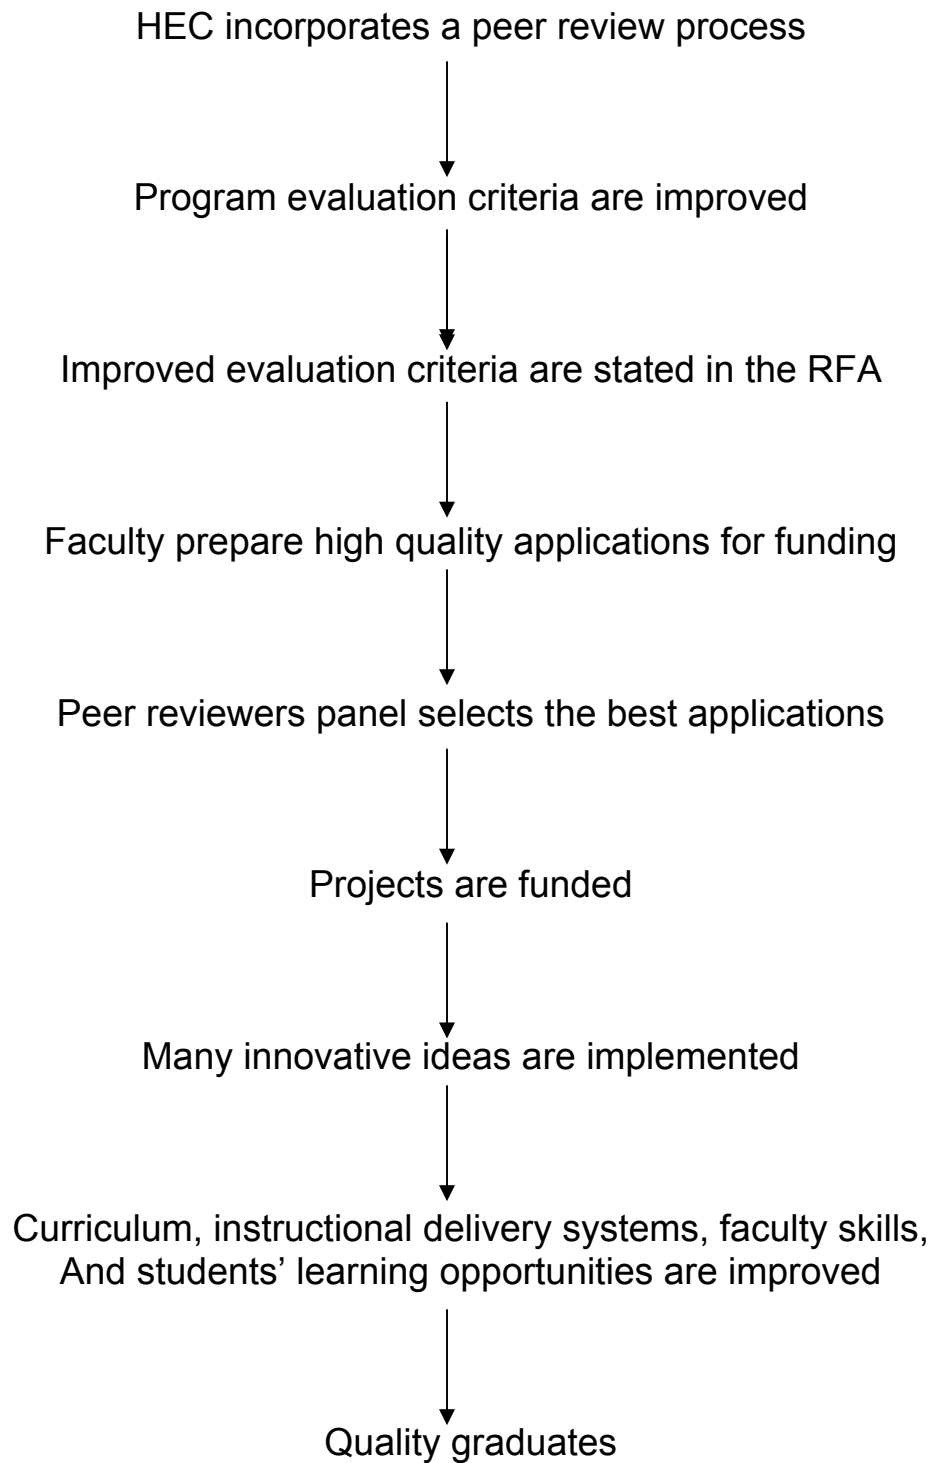 HEC incorporates a peer review process
Program evaluation criteria are improved
Improved evaluation criteria are stated in the RFA
Faculty prepare high quality applications for funding
Peer reviewers panel selects the best applications
Projects are funded
Many innovative ideas are implemented
Curriculum, instructional delivery systems, faculty skills,
And students’ learning opportunities are improved
Quality graduates